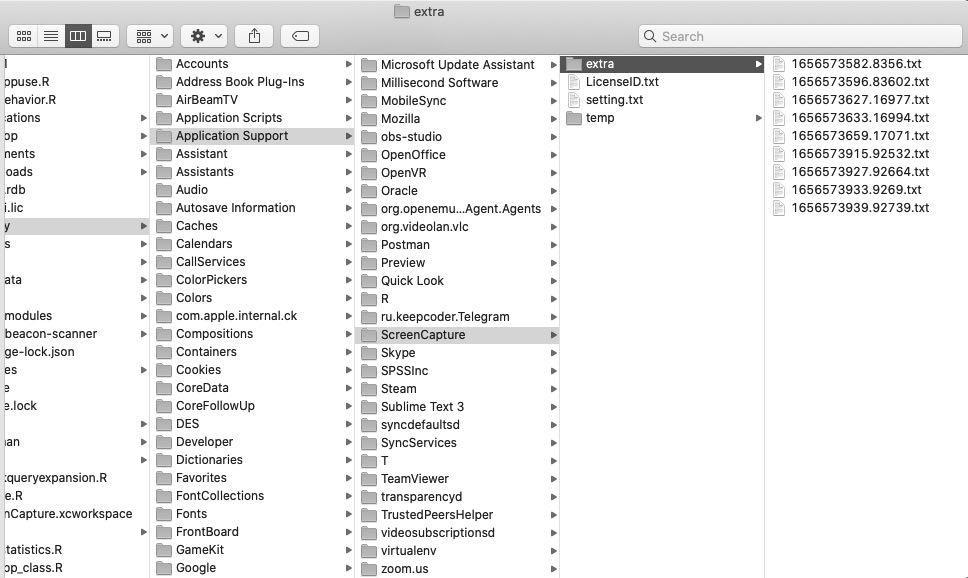 extra
Search
ppuse.R
ehavior.R
cations
op
ments
oads
.rdb
i.lic
y
s
ata
modules
beacon-scanner
ge-lock.json
es
e
e.lock
nan
tqueryexpansion.R
e.R
nCapture.xcworkspace
tatistics.R
op_class.R
Accounts
Address Book Plug-Ins
AirBeamTV
Application Scripts
Application Support
Assistant
Assistants
Audio
Autosave Information
Caches
Calendars
CallServices
ColorPickers
Colors
com.apple.internal.ck
Compositions
Containers
Cookies
CoreData
CoreFollowUp
DES
Developer
Dictionaries
Favorites
FontCollections
Fonts
FrontBoard
GameKit
Google
Microsoft Update Assistant
Millisecond Software
MobileSync
Mozilla
obs-studio
OpenOffice
OpenVR
Oracle
org.openemu...Agent.Agents
org.videolan.vlc
Postman
Preview
Quick Look
R
ru.keepcoder.Telegram
ScreenCapture
Skype
SPSSInc
Steam
Sublime Text 3
syncdefaultsd
SyncServices
T
TeamViewer
transparencyd
TrustedPeersHelper
videosubscriptionsd
virtualenv
zoom.us
extra
LicenseID.txt
setting.txt
temp
1656573582.8356.txt
1656573596.83602.txt
1656573627.16977.txt
1656573633.16994.txt
1656573659.17071.txt
1656573915.92532.txt
1656573927.92664.txt
1656573933.9269.txt
1656573939.92739.txt